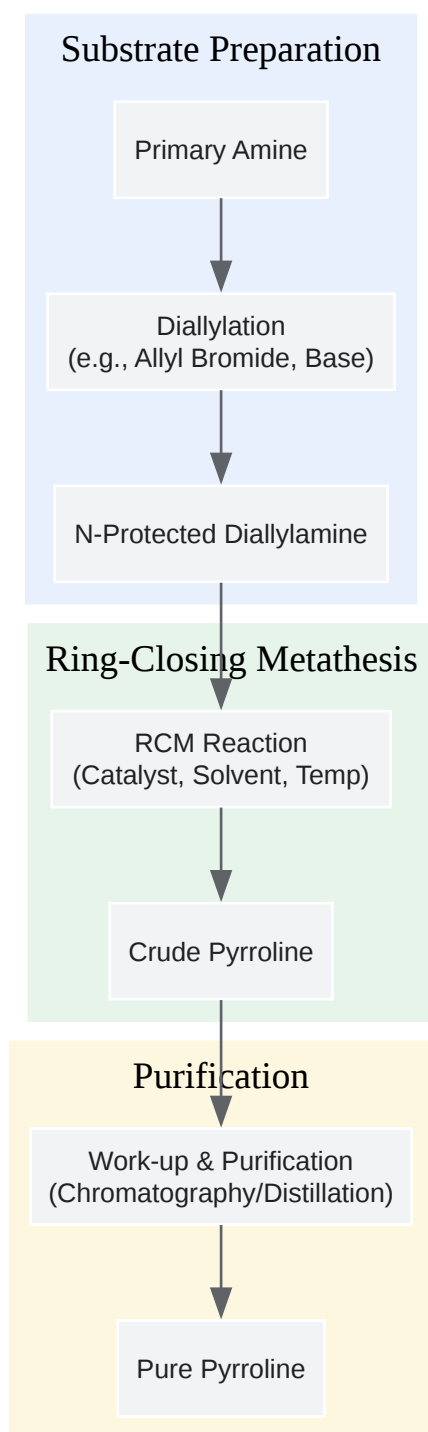 Substrate Preparation
Primary Amine
Diallylation
(e.g., Allyl Bromide, Base)
N-Protected Diallylamine
Ring-Closing Metathesis
RCM Reaction
(Catalyst, Solvent, Temp)
Crude Pyrroline
Purification
Work-up & Purification
(Chromatography/Distillation)
Pure Pyrroline